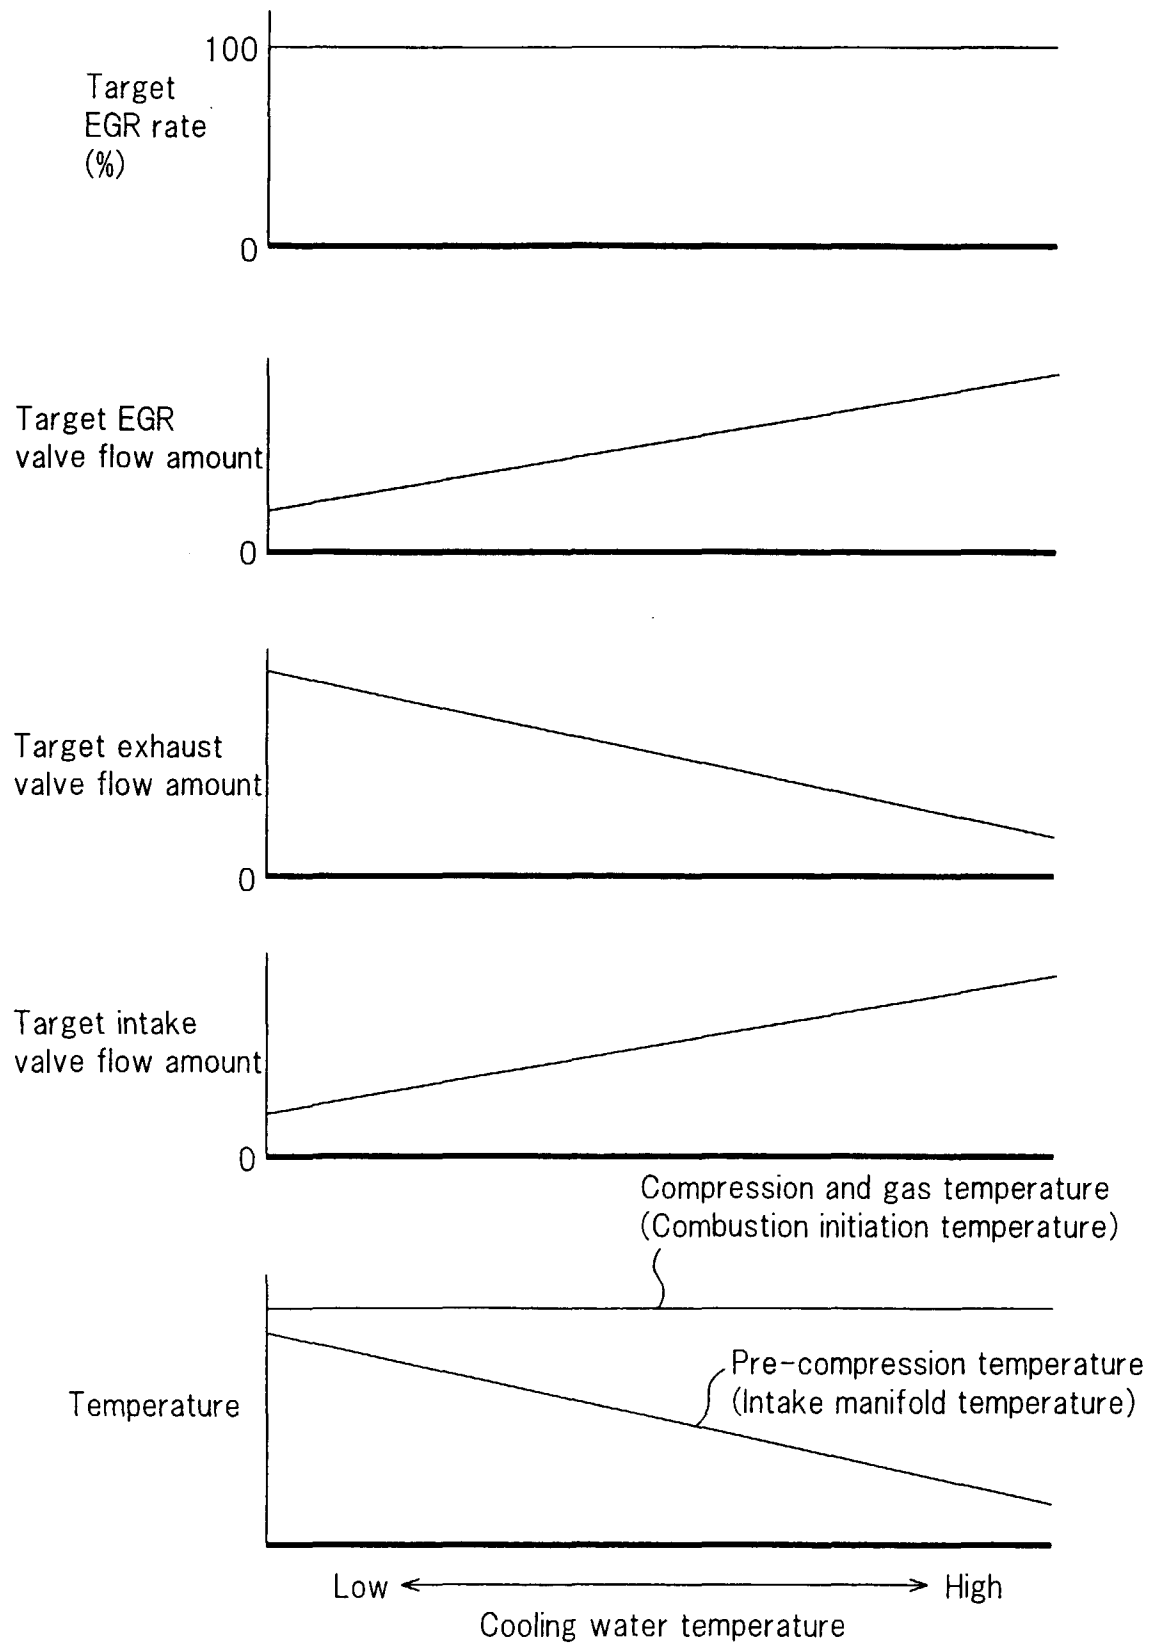 100
Target
EGR rate
(%)
0
Target EGR
valve flow amount
0
Target exhaust
valve flow amount
0
Target intake
valve flow amount
0
Compression and gas temperature
(Combustion initiation temperature)
Pre-compression temperature
(Intake manifold temperature)
Temperature
Low
High
Cooling water temperature